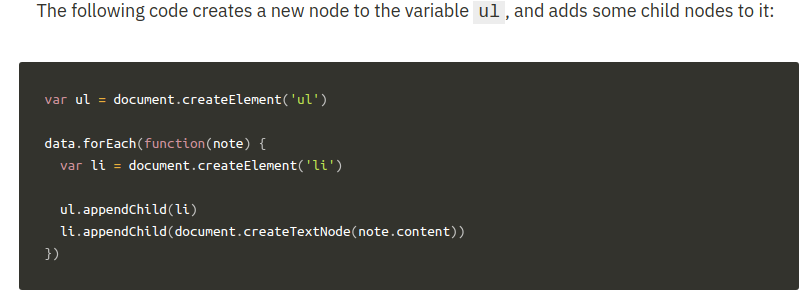 The following code creates a new node to the variable ul, and adds some child nodes to it:
var ul = document.createElement('ul')
data.forEach(function(note) {
  var li = document.createElement('li')
  ul.appendChild(li)
  li.appendChild(document.createTextNode(note.content))
})